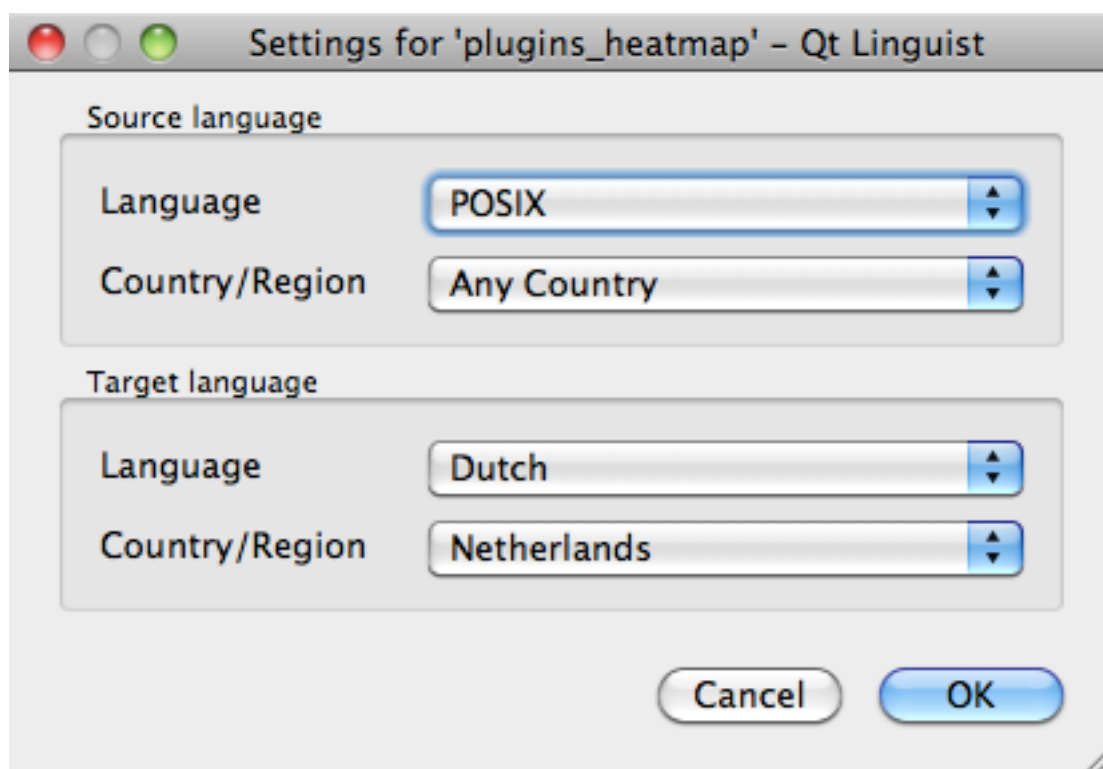 Settings for 'plugins_heatmap' – Qt Linguist
Source language
Language POSIX
Country/Region Any Country
Target language
Language Dutch
Country/Region Netherlands
Cancel OK